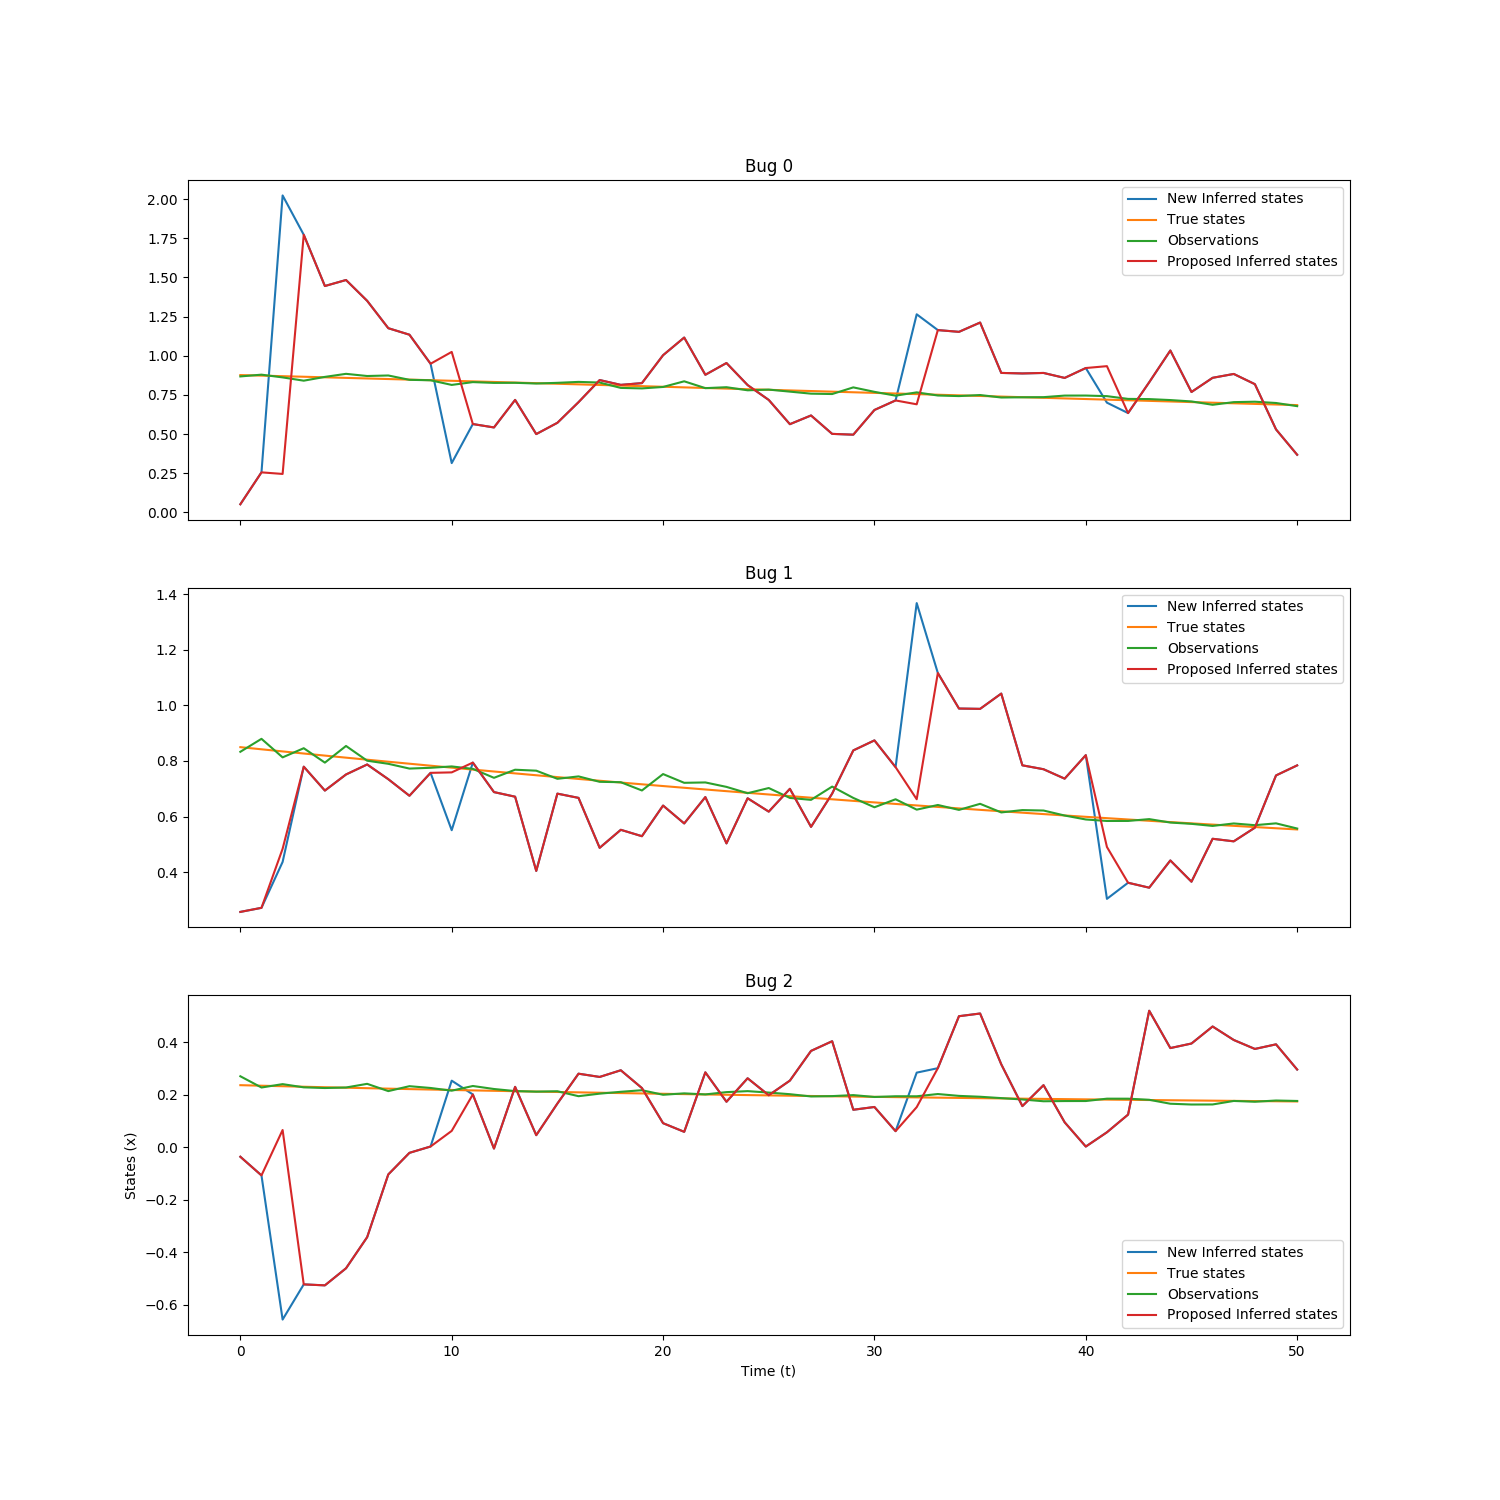 Bug 0
2.00
1.75
1.50
1.25
1.00
0.75
0.50
0.25
0.00
New Inferred states
True states
Observations
Proposed Inferred states
Bug 1
1.4
1.2
1.0
0.8
0.6
0.4
New Inferred states
True states
Observations
Proposed Inferred states
Bug 2
States (x)
0.4
0.2
0.0
−0.2
−0.4
−0.6
New Inferred states
True states
Observations
Proposed Inferred states
0 10 20 30 40 50
Time (t)